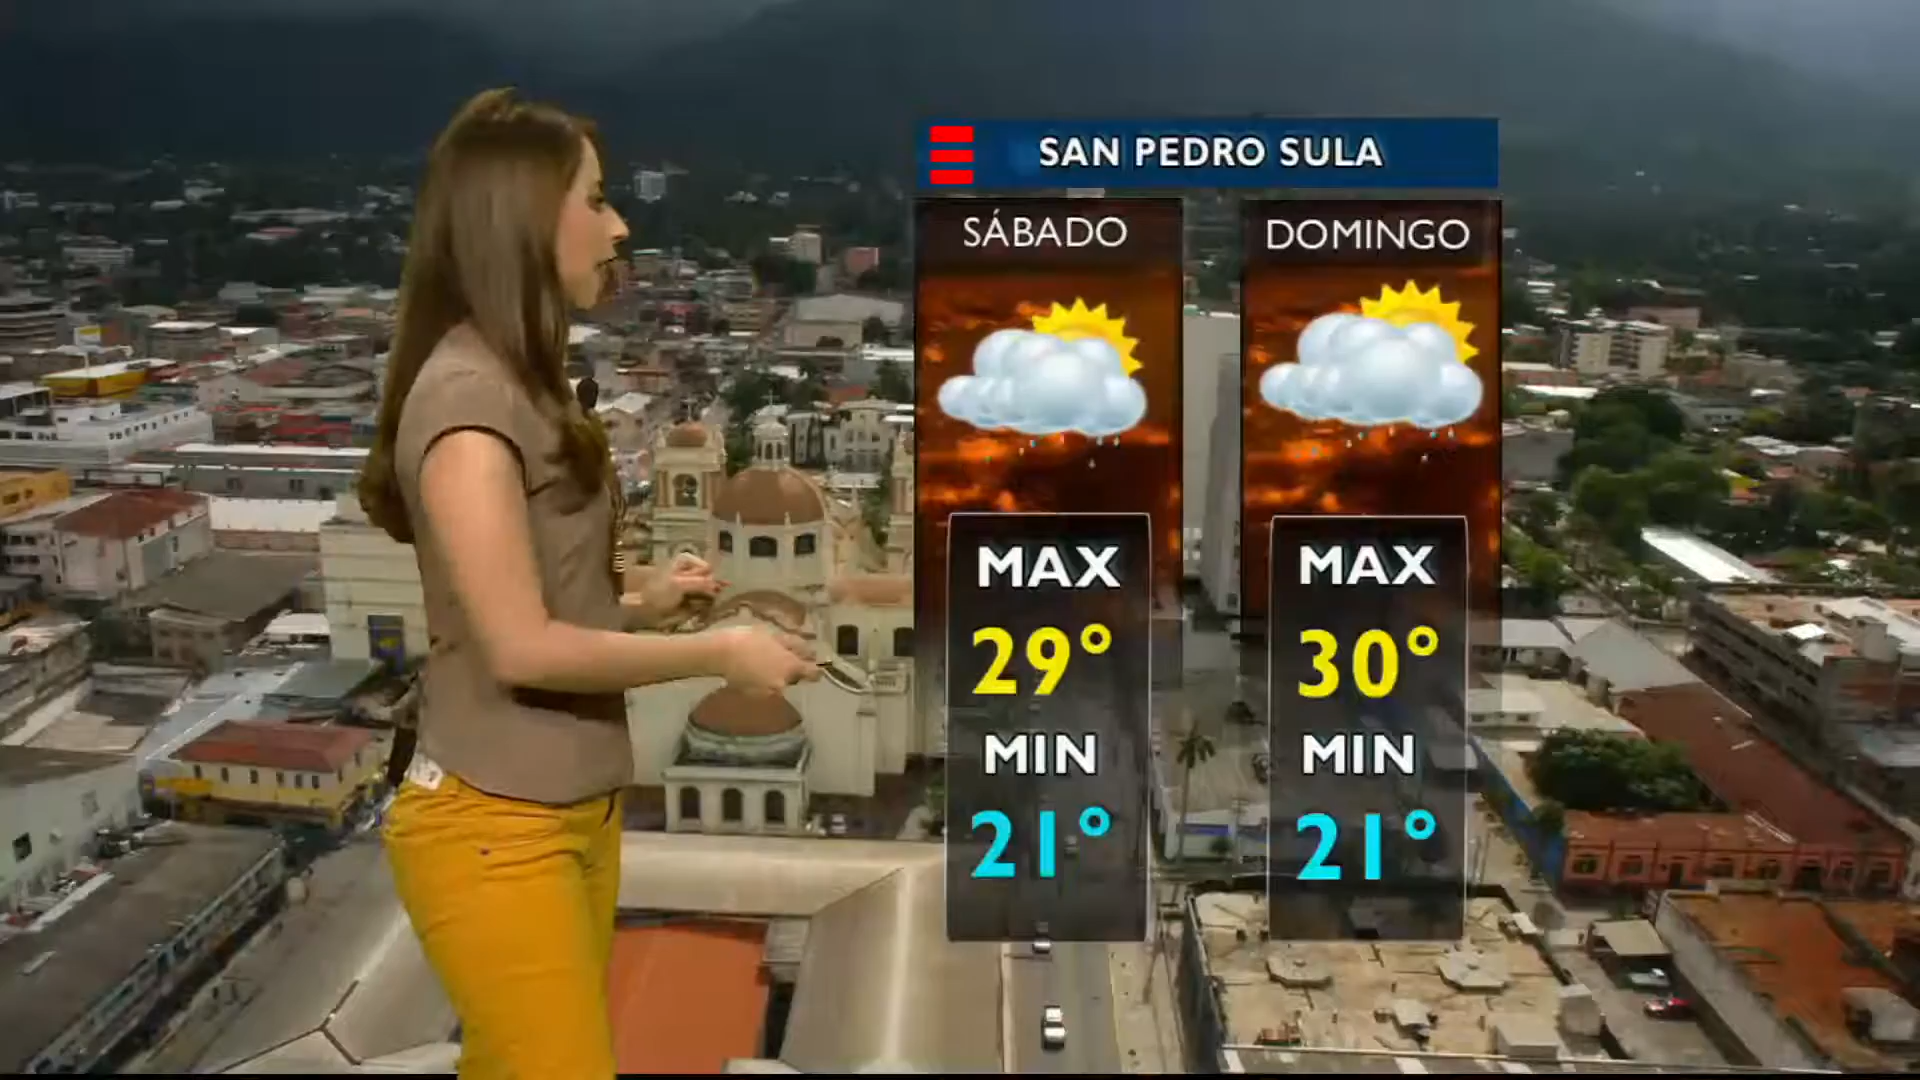 SAN PEDRO SULA
SÁBADO
MAX
29°
MIN
21°
DOMINGO
MAX
30°
MIN
21°